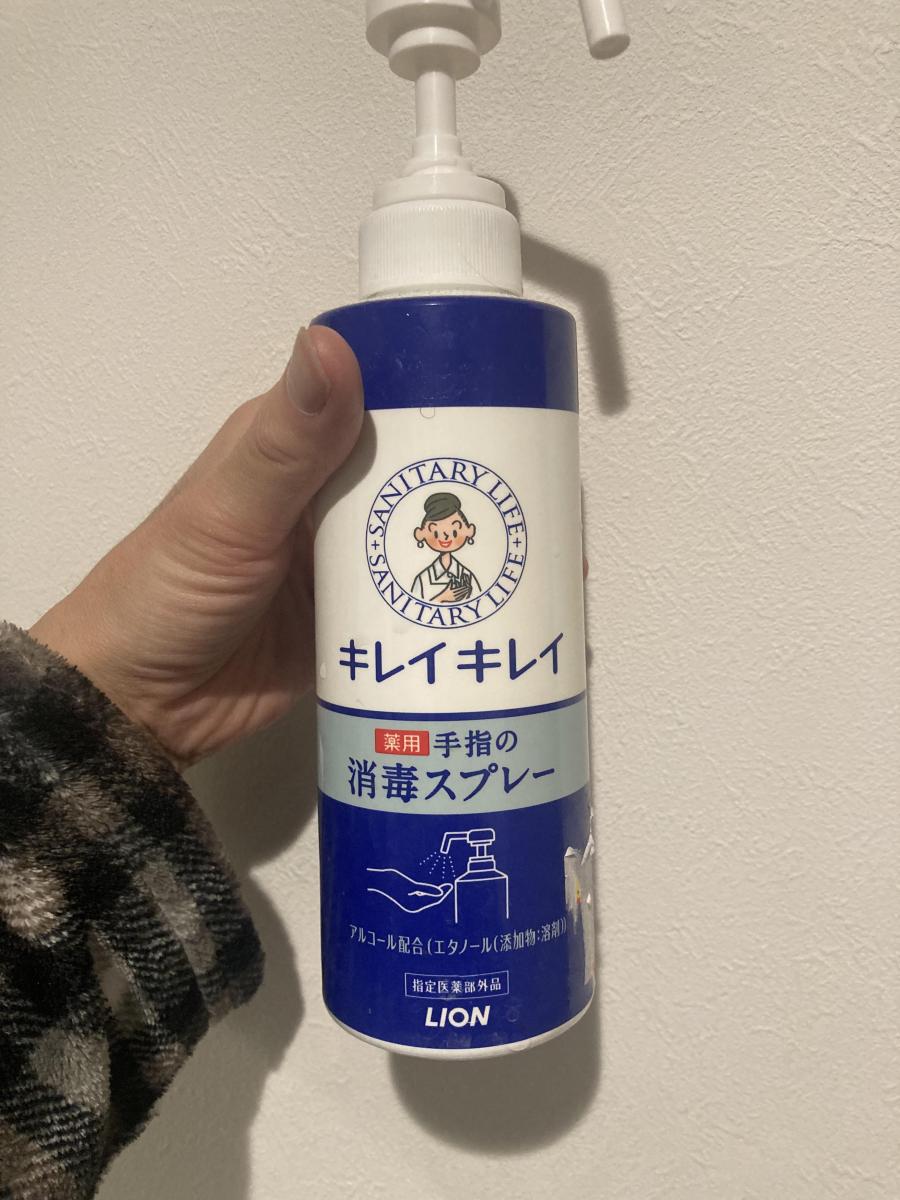 +SANITARY LIFE+
SANITARY LIFE
キレイキレイ
薬用 手指の
消毒スプレー
アルコール配合(エタノール(添加物:溶剤))
指定医薬部外品
LION